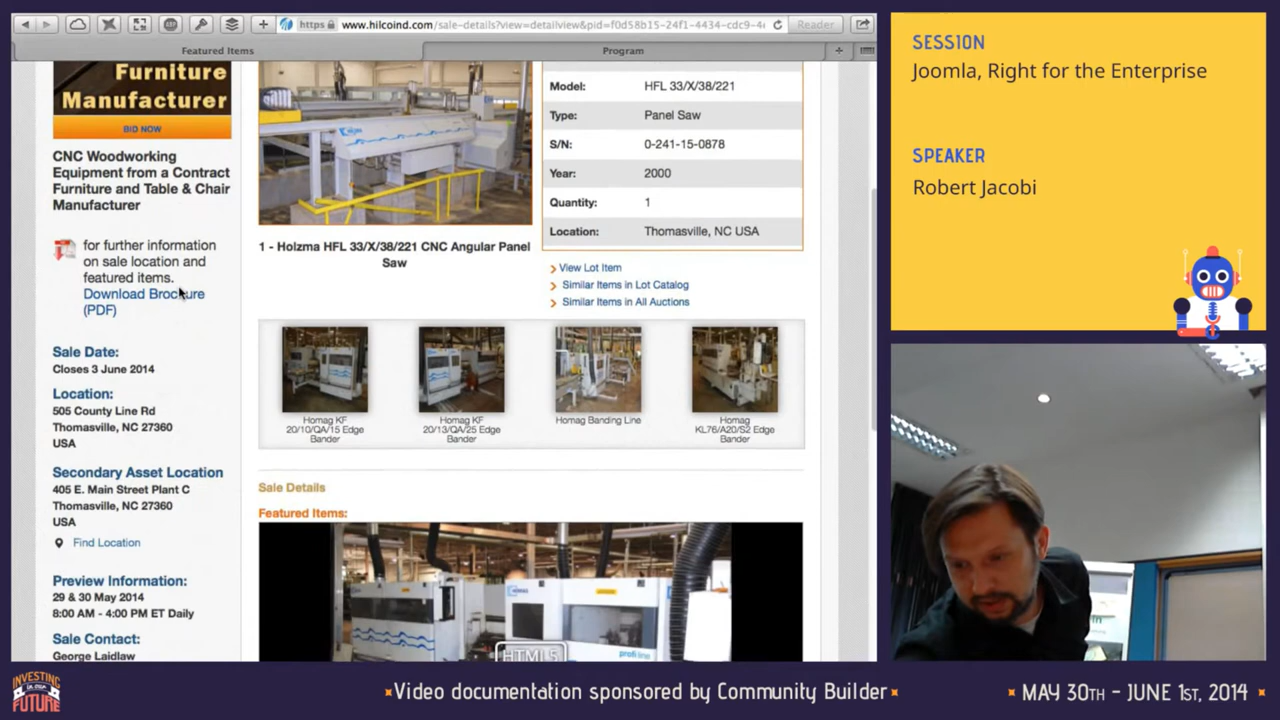 https www.hilcoind.com/sale-details?view=detailview&pid=f0d58b15-24f1-4434-cdc9-4e
Reader
Featured Items
Program
Furniture
Manufacturer
BID NOW
CNC Woodworking
Equipment from a Contract
Furniture and Table & Chair
Manufacturer
for further information
on sale location and
featured items.
Download Brochure
(PDF)
Sale Date:
Closes 3 June 2014
Location:
505 County Line Rd
Thomasville, NC 27360
USA
Secondary Asset Location
405 E. Main Street Plant C
Thomasville, NC 27360
USA
Find Location
Preview Information:
29 & 30 May 2014
8:00 AM - 4:00 PM ET Daily
Sale Contact:
George Laidlaw
1 - Holzma HFL 33/X/38/221 CNC Angular Panel
Saw
Model: HFL 33/X/38/221
Type: Panel Saw
S/N: 0-241-15-0878
Year: 2000
Quantity: 1
Location: Thomasville, NC USA
View Lot Item
Similar Items in Lot Catalog
Similar Items in All Auctions
Homag KF
20/10/QA/15 Edge
Bander
Homag KF
20/13/QA/25 Edge
Bander
Homag Banding Line
Homag
KL76/A20/S2 Edge
Bander
Sale Details
Featured Items:
HOMAG
profi line
HTML5
SESSION
Joomla, Right for the Enterprise
SPEAKER
Robert Jacobi
INVESTING
IN OUR
FUTURE
Video documentation sponsored by Community Builder
MAY 30TH - JUNE 1ST, 2014